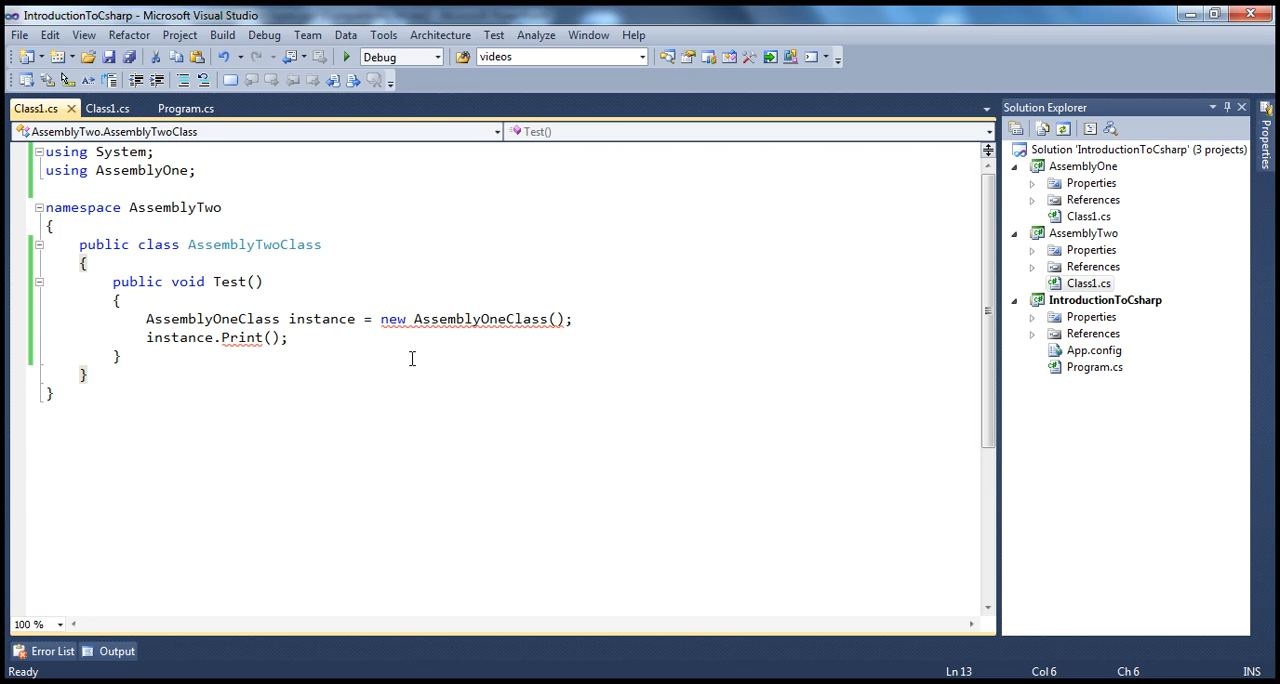 IntroductionToCsharp - Microsoft Visual Studio
File Edit View Refactor Project Build Debug Team Data Tools Architecture Test Analyze Window Help
Debug videos
Class1.cs Class1.cs Program.cs
AssemblyTwo.AssemblyTwoClass Test()
using System;
using AssemblyOne;
namespace AssemblyTwo
{
public class AssemblyTwoClass
{
public void Test()
{
AssemblyOneClass instance = new AssemblyOneClass();
instance.Print();
}
}
}
100 %
Solution Explorer
Solution 'IntroductionToCsharp' (3 projects)
AssemblyOne
Properties
References
Class1.cs
AssemblyTwo
Properties
References
Class1.cs
IntroductionToCsharp
Properties
References
App.config
Program.cs
Properties
Error List Output
Ready Ln 13 Col 6 Ch 6 INS